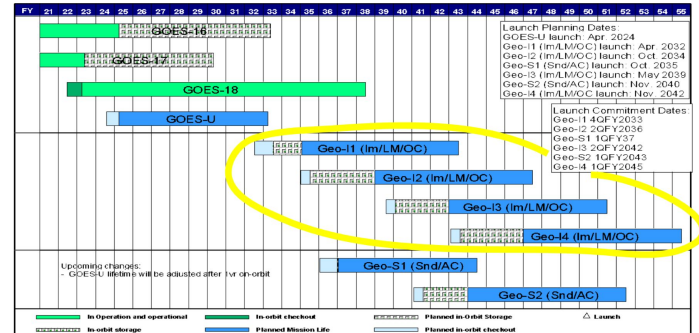 FY 21 22 23 24 25 26 27 28 29 30 31 32 33 34 35 36 37 38 39 40 41 42 43 44 45 46 47 48 49 50 51 52 53 54 55
GOES-16
GOES-17
GOES-18
GOES-U
Launch Planning Dates:
GOES-U launch: Apr. 2024
Geo-I1 (Im/LM/OC) launch: Apr. 2032
Geo-I2 (Im/LM/OC) launch: Oct. 2034
Geo-S1 (Snd/AC) launch: Oct. 2035
Geo-I3 (Im/LM/OC) launch: May 2039
Geo-S2 (Snd/AC) launch: Nov. 2040
Geo-I4 (Im/LM/OC) launch: Nov. 2042
Launch Commitment Dates:
Geo-I1 4QFY2033
Geo-I2 2QFY2036
Geo-S1 1QFY37
Geo-I3 2QFY2042
Geo-S2 1QFY2043
Geo-I4 1QFY2045
Geo-I1 (Im/LM/OC)
Geo-I2 (Im/LM/OC)
Geo-I3 (Im/LM/OC)
Geo-I4 (Im/LM/OC)
Geo-S1 (Snd/AC)
Geo-S2 (Snd/AC)
Upcoming changes:
- GOES-U lifetime will be adjusted after 1yr on-orbit
In Operation and operational
In-orbit checkout
Planned in-Orbit Storage
Launch
In-orbit storage
Planned Mission Life
Planned in-orbit checkout